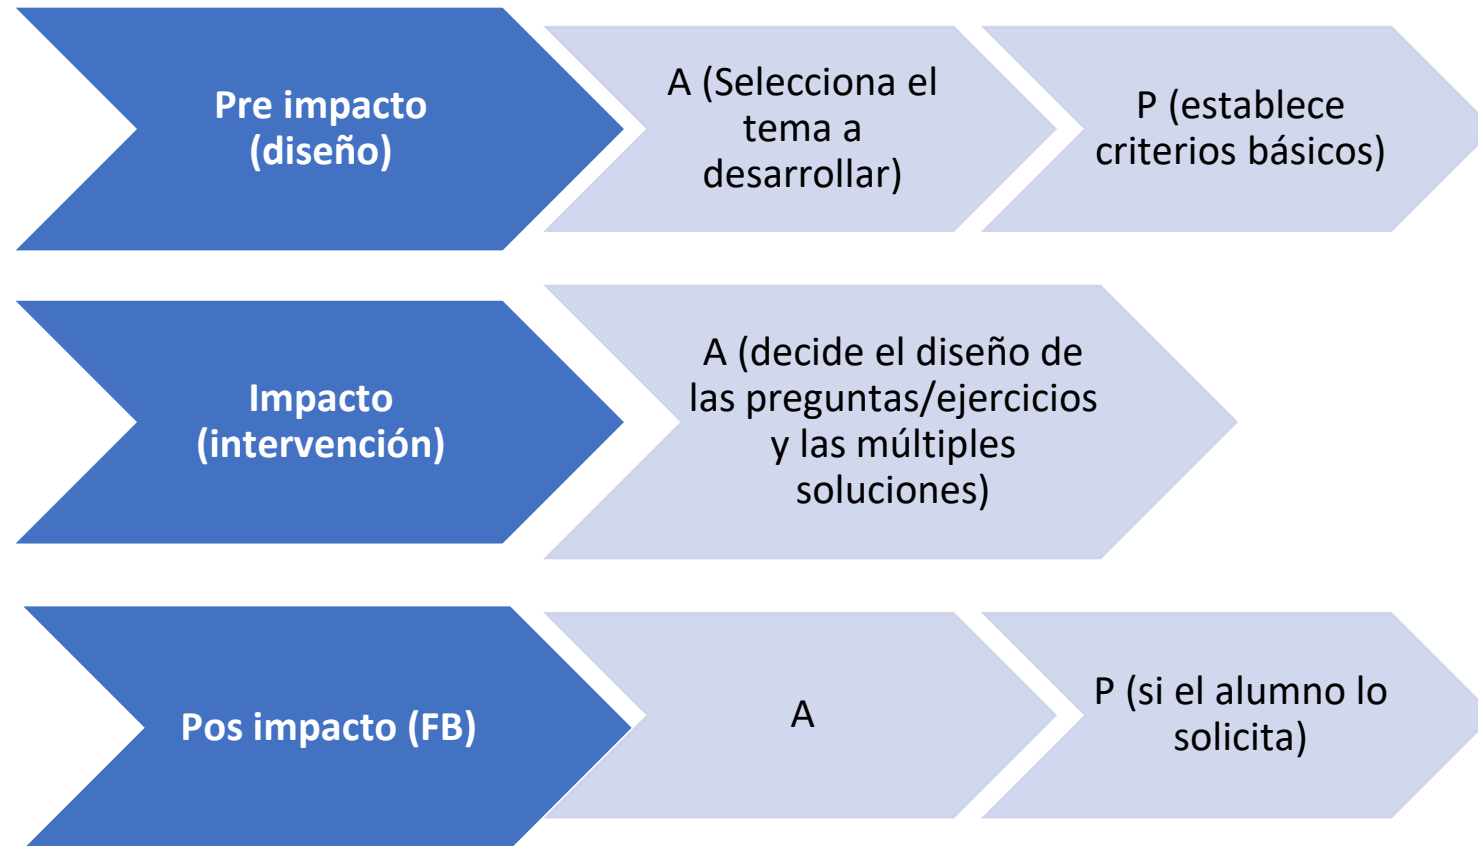 Pre impacto
(diseño)
A (Selecciona el
tema a
desarrollar)
P (establece
criterios básicos)
Impacto
(intervención)
A (decide el diseño de
las preguntas/ejercicios
y las múltiples
soluciones)
Pos impacto (FB)
A
P (si el alumno lo
solicita)